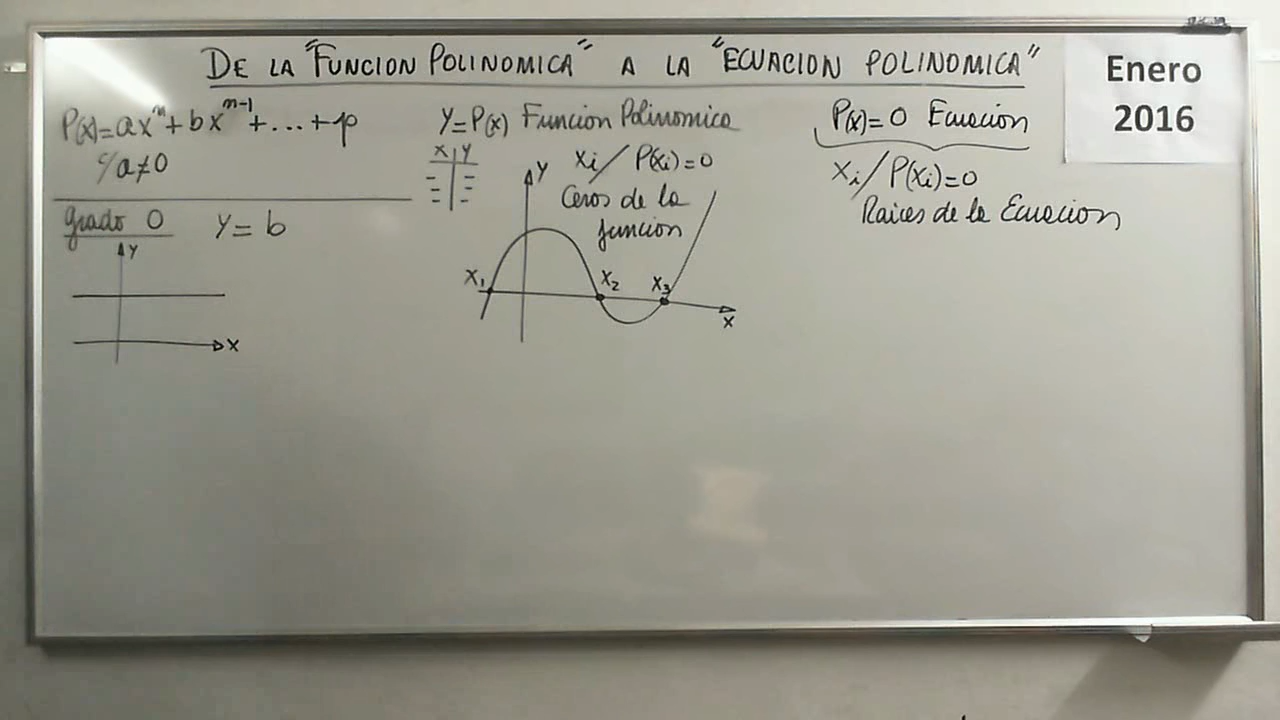 DE LA "FUNCION POLINOMICA" A LA "ECUACION POLINOMICA"
Enero
2016
P(x)=ax^n+bx^{n-1}+...+p
c/a≠0
grado 0 y=b
Y
X
Y=P(x) Funcion Polinomica
X Y
Xi/P(xi)=0
Ceros de la
funcion
Y
X1
X2
X3
X
P(x)=0 Ecuación
Xi/P(xi)=0
Raices de la Ecuacion